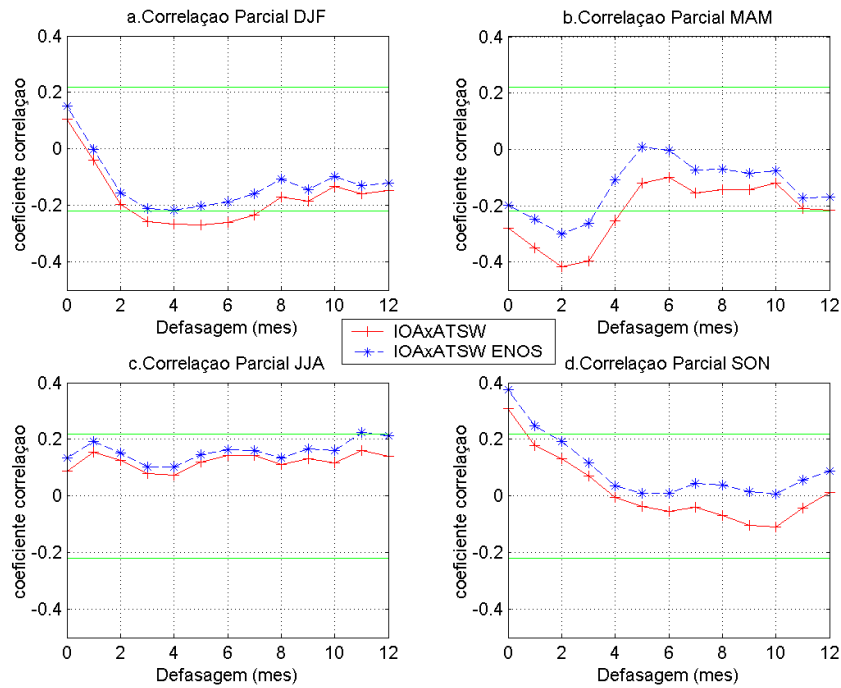 a.Correlaçao Parcial DJF
0.4
0.2
0
-0.2
-0.4
coeficiente correlaçao
0 2 4 6 8 10 12
Defasagem (mes)
b.Correlaçao Parcial MAM
0.4
0.2
0
-0.2
-0.4
coeficiente correlaçao
0 2 4 6 8 10 12
Defasagem (mes)
IOAxATSW
IOAxATSW ENOS
c.Correlaçao Parcial JJA
0.4
0.2
0
-0.2
-0.4
coeficiente correlaçao
0 2 4 6 8 10 12
Defasagem (mes)
d.Correlaçao Parcial SON
0.4
0.2
0
-0.2
-0.4
coeficiente correlaçao
0 2 4 6 8 10 12
Defasagem (mes)